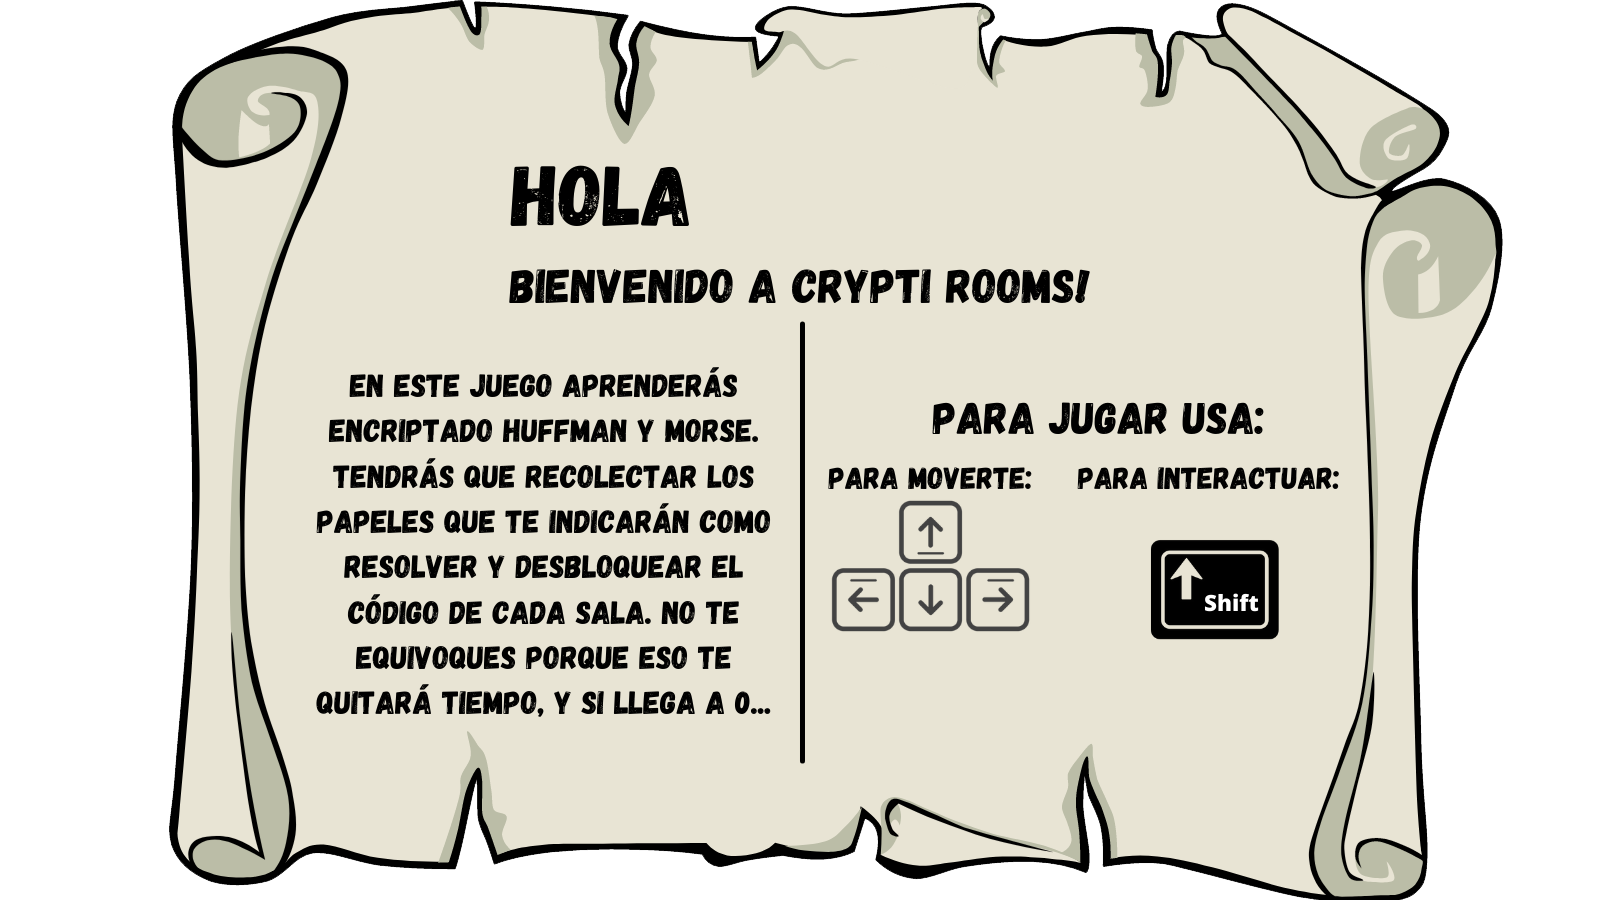 HOLA
BIENVENIDO A CRYPTI ROOMS!
EN ESTE JUEGO APRENDERÁS
ENCRIPTADO HUFFMAN Y MORSE.
TENDRÁS QUE RECOLECTAR LOS
PAPELES QUE TE INDICARÁN COMO
RESOLVER Y DESBLOQUEAR EL
CÓDIGO DE CADA SALA. NO TE
EQUIVOQUES PORQUE ESO TE
QUITARÁ TIEMPO, Y SI LLEGA A 0...
PARA JUGAR USA:
PARA MOVERTE:
PARA INTERACTUAR:
Shift